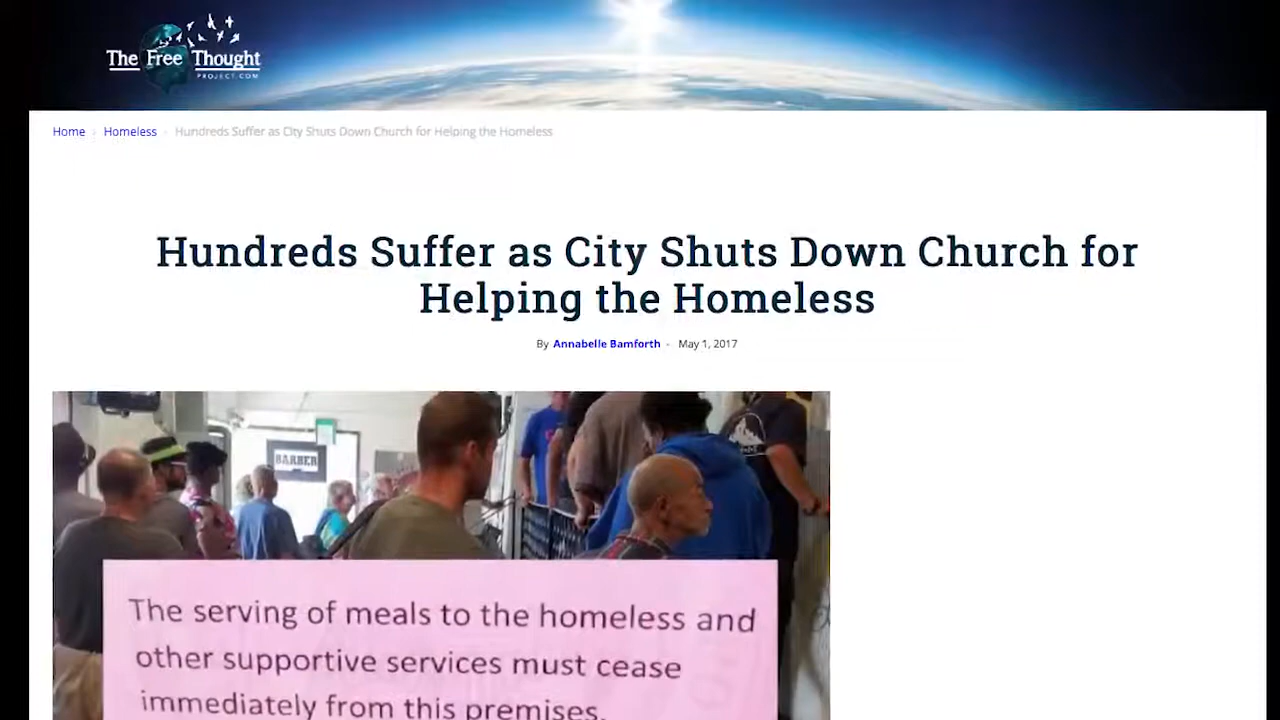 The Free Thought
PROJECT.COM
Home
Homeless
Hundreds Suffer as City Shuts Down Church for Helping the Homeless
Hundreds Suffer as City Shuts Down Church for
Helping the Homeless
By Annabelle Bamforth - May 1, 2017
BARBER
The serving of meals to the homeless and
other supportive services must cease
immediately from this premises.